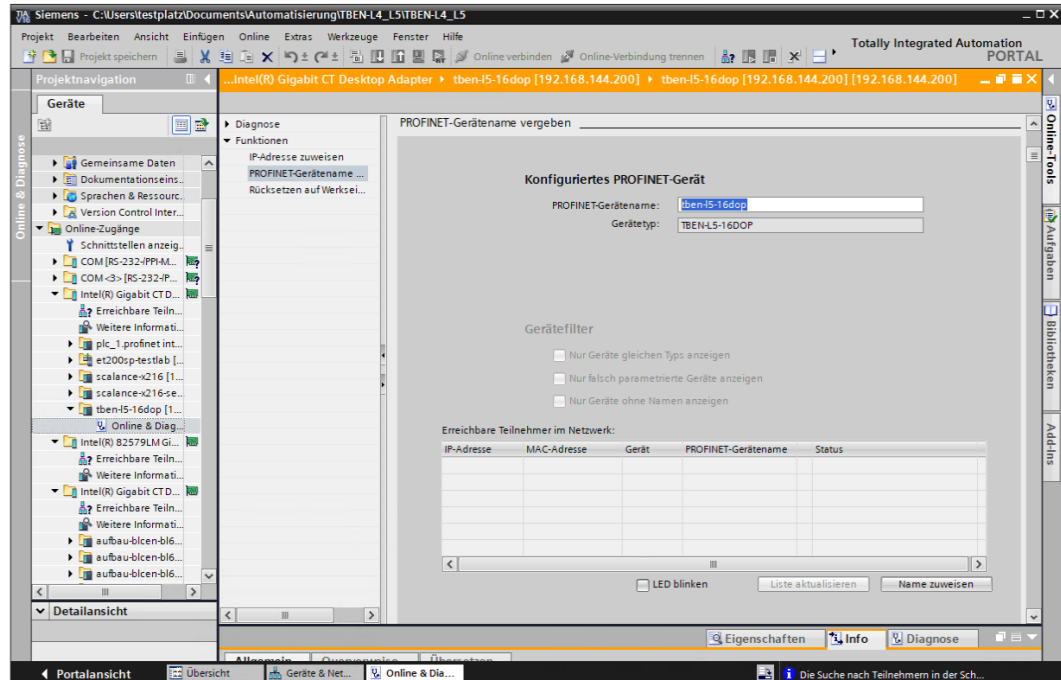 Siemens - C:\Users\testplatz\Documents\Automatisierung\TBEN-L4_L5\TBEN-L4_L5
Projekt Bearbeiten Ansicht Einfügen Online Extras Werkzeuge Fenster Hilfe
Projekt speichern
Online verbinden
Online-Verbindung trennen
Totally Integrated Automation
PORTAL
Projektnavigation
...Intel(R) Gigabit CT Desktop Adapter
tben-l5-16dop [192.168.144.200]
tben-l5-16dop [192.168.144.200] [192.168.144.200]
Geräte
Online & Diagnose
Gemeinsame Daten
Dokumentationseins..
Sprachen & Ressourc..
Version Control Inter...
Online-Zugänge
Schnittstellen anzeig..
COM [RS-232-/PPI-M...
COM <3> [RS-232-/P...
Intel(R) Gigabit CT D...
Erreichbare Teiln...
Weitere Informati...
plc_1.profinet int...
et200sp-testlab [...
scalance-x216 [1...
scalance-x216-se...
tben-l5-16dop [1...
Online & Diag...
Intel(R) 82579LM Gi...
Erreichbare Teiln...
Weitere Informati...
Intel(R) Gigabit CT D...
Erreichbare Teiln...
Weitere Informati...
aufbau-blcen-bl6...
aufbau-blcen-bl6...
aufbau-blcen-bl6...
Detailansicht
Diagnose
Funktionen
IP-Adresse zuweisen
PROFINET-Gerätename ...
Rücksetzen auf Werksei...
PROFINET-Gerätename vergeben
Konfiguriertes PROFINET-Gerät
PROFINET-Gerätename: tben-l5-16dop
Gerätetyp: TBEN-L5-16DOP
Gerätefilter
Nur Geräte gleichen Typs anzeigen
Nur falsch parametrierte Geräte anzeigen
Nur Geräte ohne Namen anzeigen
Erreichbare Teilnehmer im Netzwerk:
IP-Adresse MAC-Adresse Gerät PROFINET-Gerätename Status
LED blinken
Liste aktualisieren
Name zuweisen
Online-Tools
Aufgaben
Bibliotheken
Add-Ins
Eigenschaften
Info
Diagnose
Allgemein Querverweise Übersetzen
Portalansicht
Übersicht
Geräte & Net...
Online & Dia...
Die Suche nach Teilnehmern in der Sch...